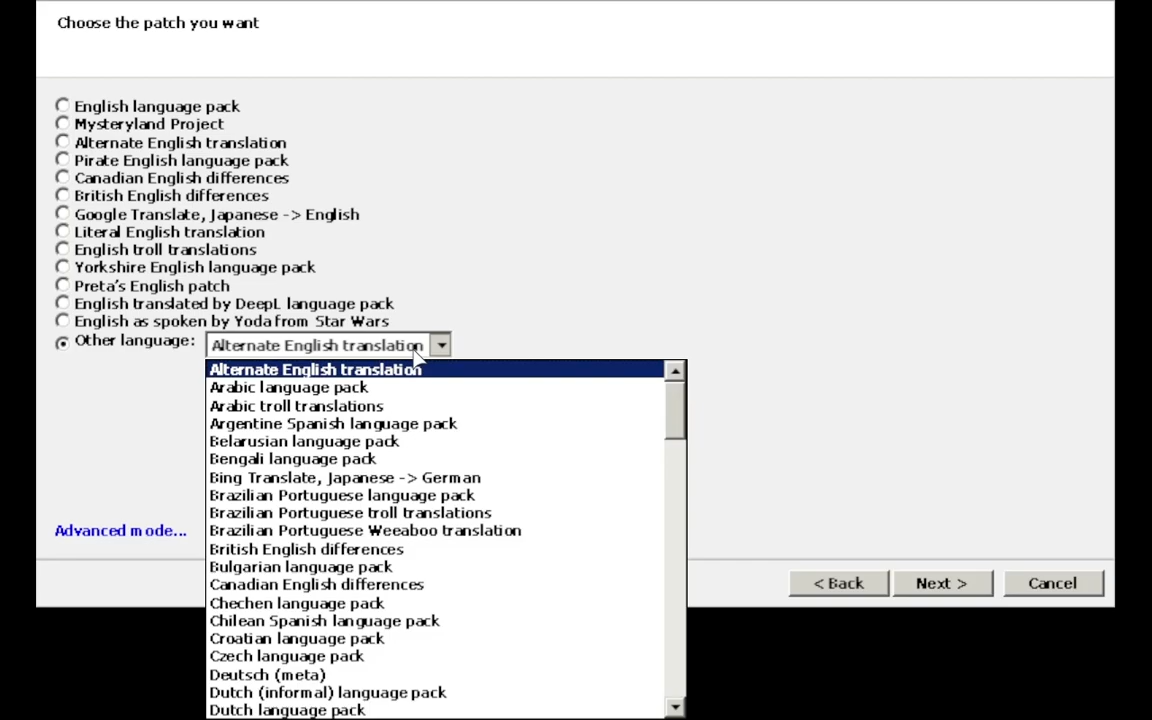 Choose the patch you want
English language pack
Mysteryland Project
Alternate English translation
Pirate English language pack
Canadian English differences
British English differences
Google Translate, Japanese -> English
Literal English translation
English troll translations
Yorkshire English language pack
Preta's English patch
English translated by DeepL language pack
English as spoken by Yoda from Star Wars
Other language: Alternate English translation
Alternate English translation
Arabic language pack
Arabic troll translations
Argentine Spanish language pack
Belarusian language pack
Bengali language pack
Bing Translate, Japanese -> German
Brazilian Portuguese language pack
Brazilian Portuguese troll translations
Brazilian Portuguese Weeaboo translation
British English differences
Bulgarian language pack
Canadian English differences
Chechen language pack
Chilean Spanish language pack
Croatian language pack
Czech language pack
Deutsch (meta)
Dutch (informal) language pack
Dutch language pack
Advanced mode...
< Back Next > Cancel